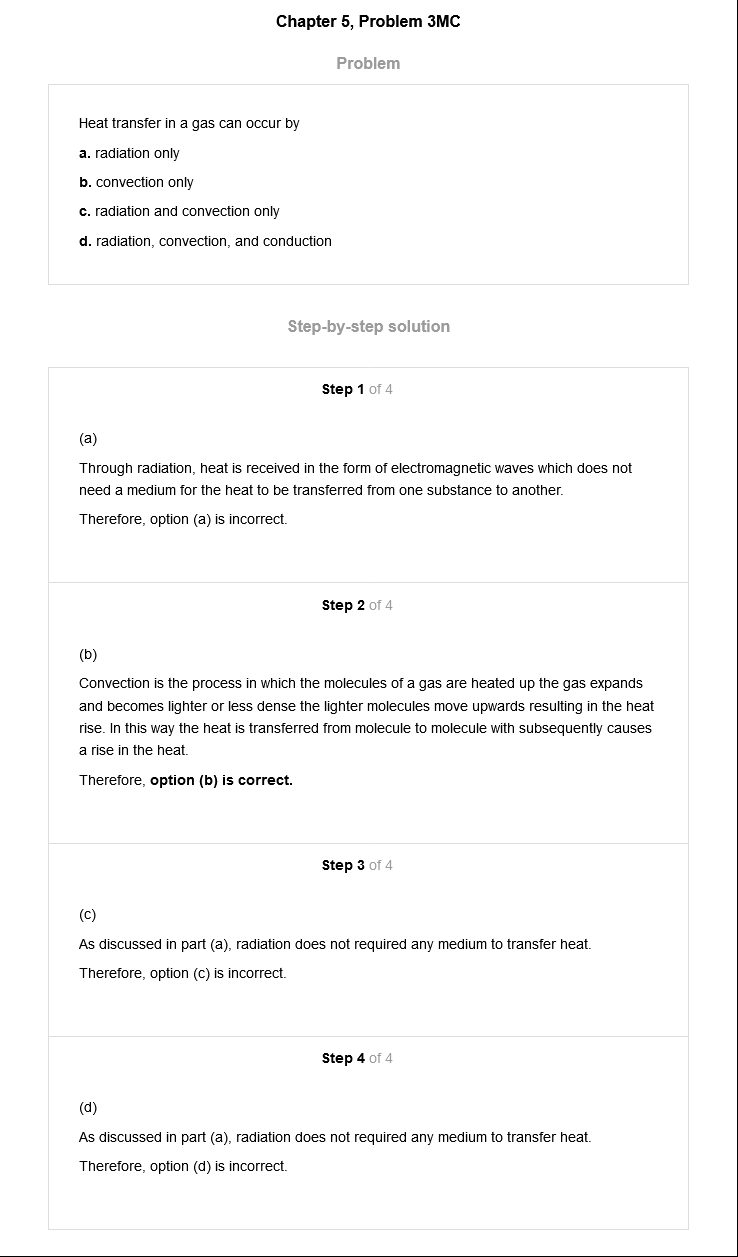 Chapter 5, Problem 3MC
Problem
Heat transfer in a gas can occur by
a. radiation only
b. convection only
c. radiation and convection only
d. radiation, convection, and conduction
Step-by-step solution
Step 1 of 4
(a)
Through radiation, heat is received in the form of electromagnetic waves which does not
need a medium for the heat to be transferred from one substance to another.
Therefore, option (a) is incorrect.
Step 2 of 4
(b)
Convection is the process in which the molecules of a gas are heated up the gas expands
and becomes lighter or less dense the lighter molecules move upwards resulting in the heat
rise. In this way the heat is transferred from molecule to molecule with subsequently causes
a rise in the heat.
Therefore, option (b) is correct.
Step 3 of 4
(c)
As discussed in part (a), radiation does not required any medium to transfer heat.
Therefore, option (c) is incorrect.
Step 4 of 4
(d)
As discussed in part (a), radiation does not required any medium to transfer heat.
Therefore, option (d) is incorrect.